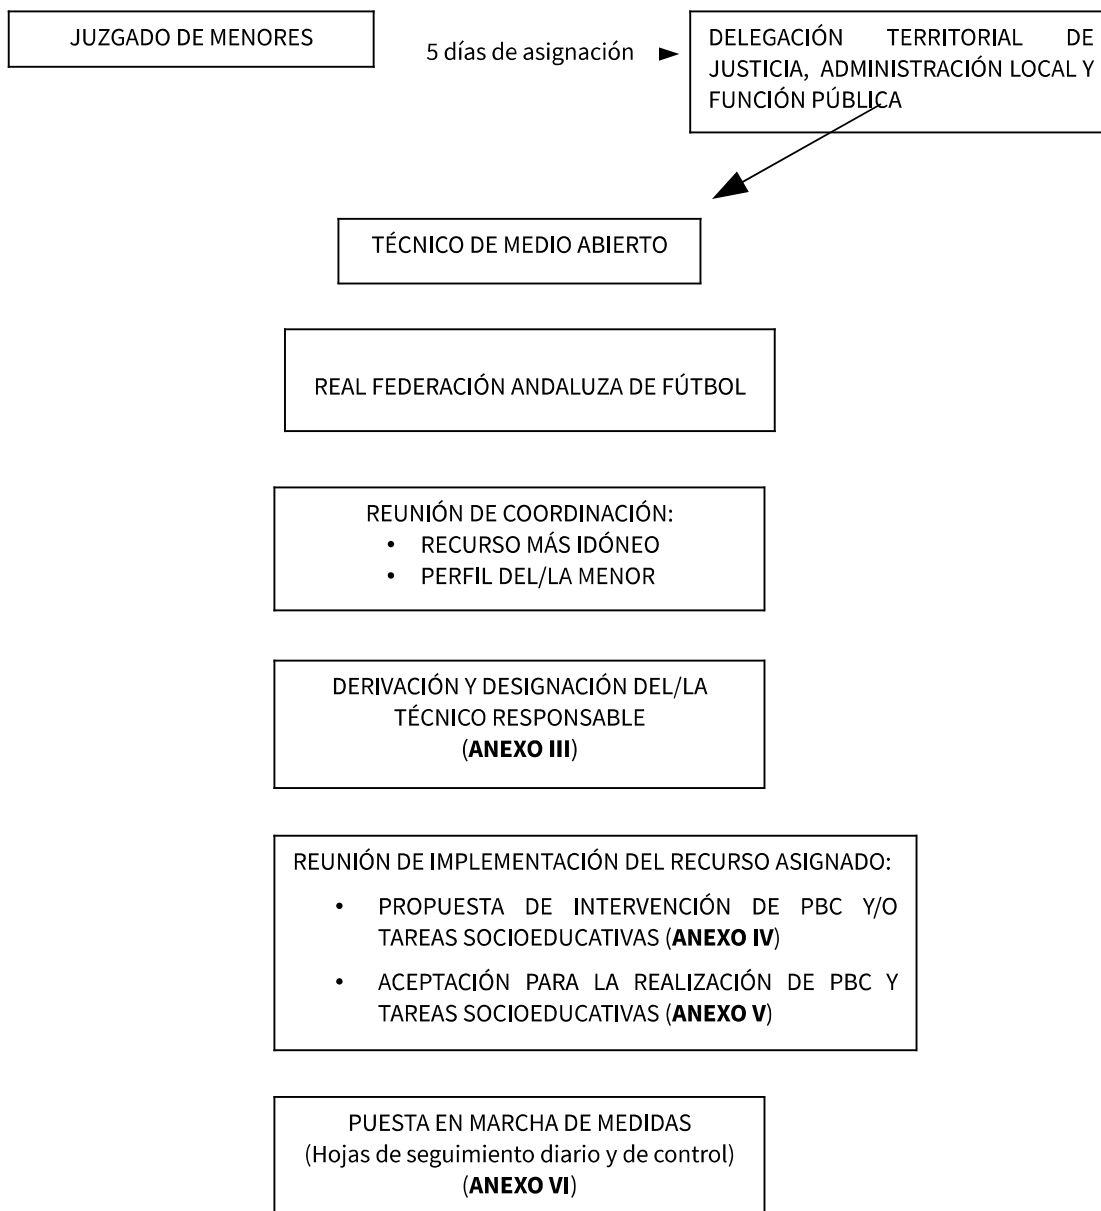 JUZGADO DE MENORES
5 días de asignación
DELEGACIÓN TERRITORIAL DE
JUSTICIA, ADMINISTRACIÓN LOCAL Y
FUNCIÓN PÚBLICA
TÉCNICO DE MEDIO ABIERTO
REAL FEDERACIÓN ANDALUZA DE FÚTBOL
REUNIÓN DE COORDINACIÓN:
• RECURSO MÁS IDÓNEO
• PERFIL DEL/LA MENOR
DERIVACIÓN Y DESIGNACIÓN DEL/LA
TÉCNICO RESPONSABLE
(ANEXO III)
REUNIÓN DE IMPLEMENTACIÓN DEL RECURSO ASIGNADO:
• PROPUESTA DE INTERVENCIÓN DE PBC Y/O
TAREAS SOCIOEDUCATIVAS (ANEXO IV)
• ACEPTACIÓN PARA LA REALIZACIÓN DE PBC Y
TAREAS SOCIOEDUCATIVAS (ANEXO V)
PUESTA EN MARCHA DE MEDIDAS
(Hojas de seguimiento diario y de control)
(ANEXO VI)